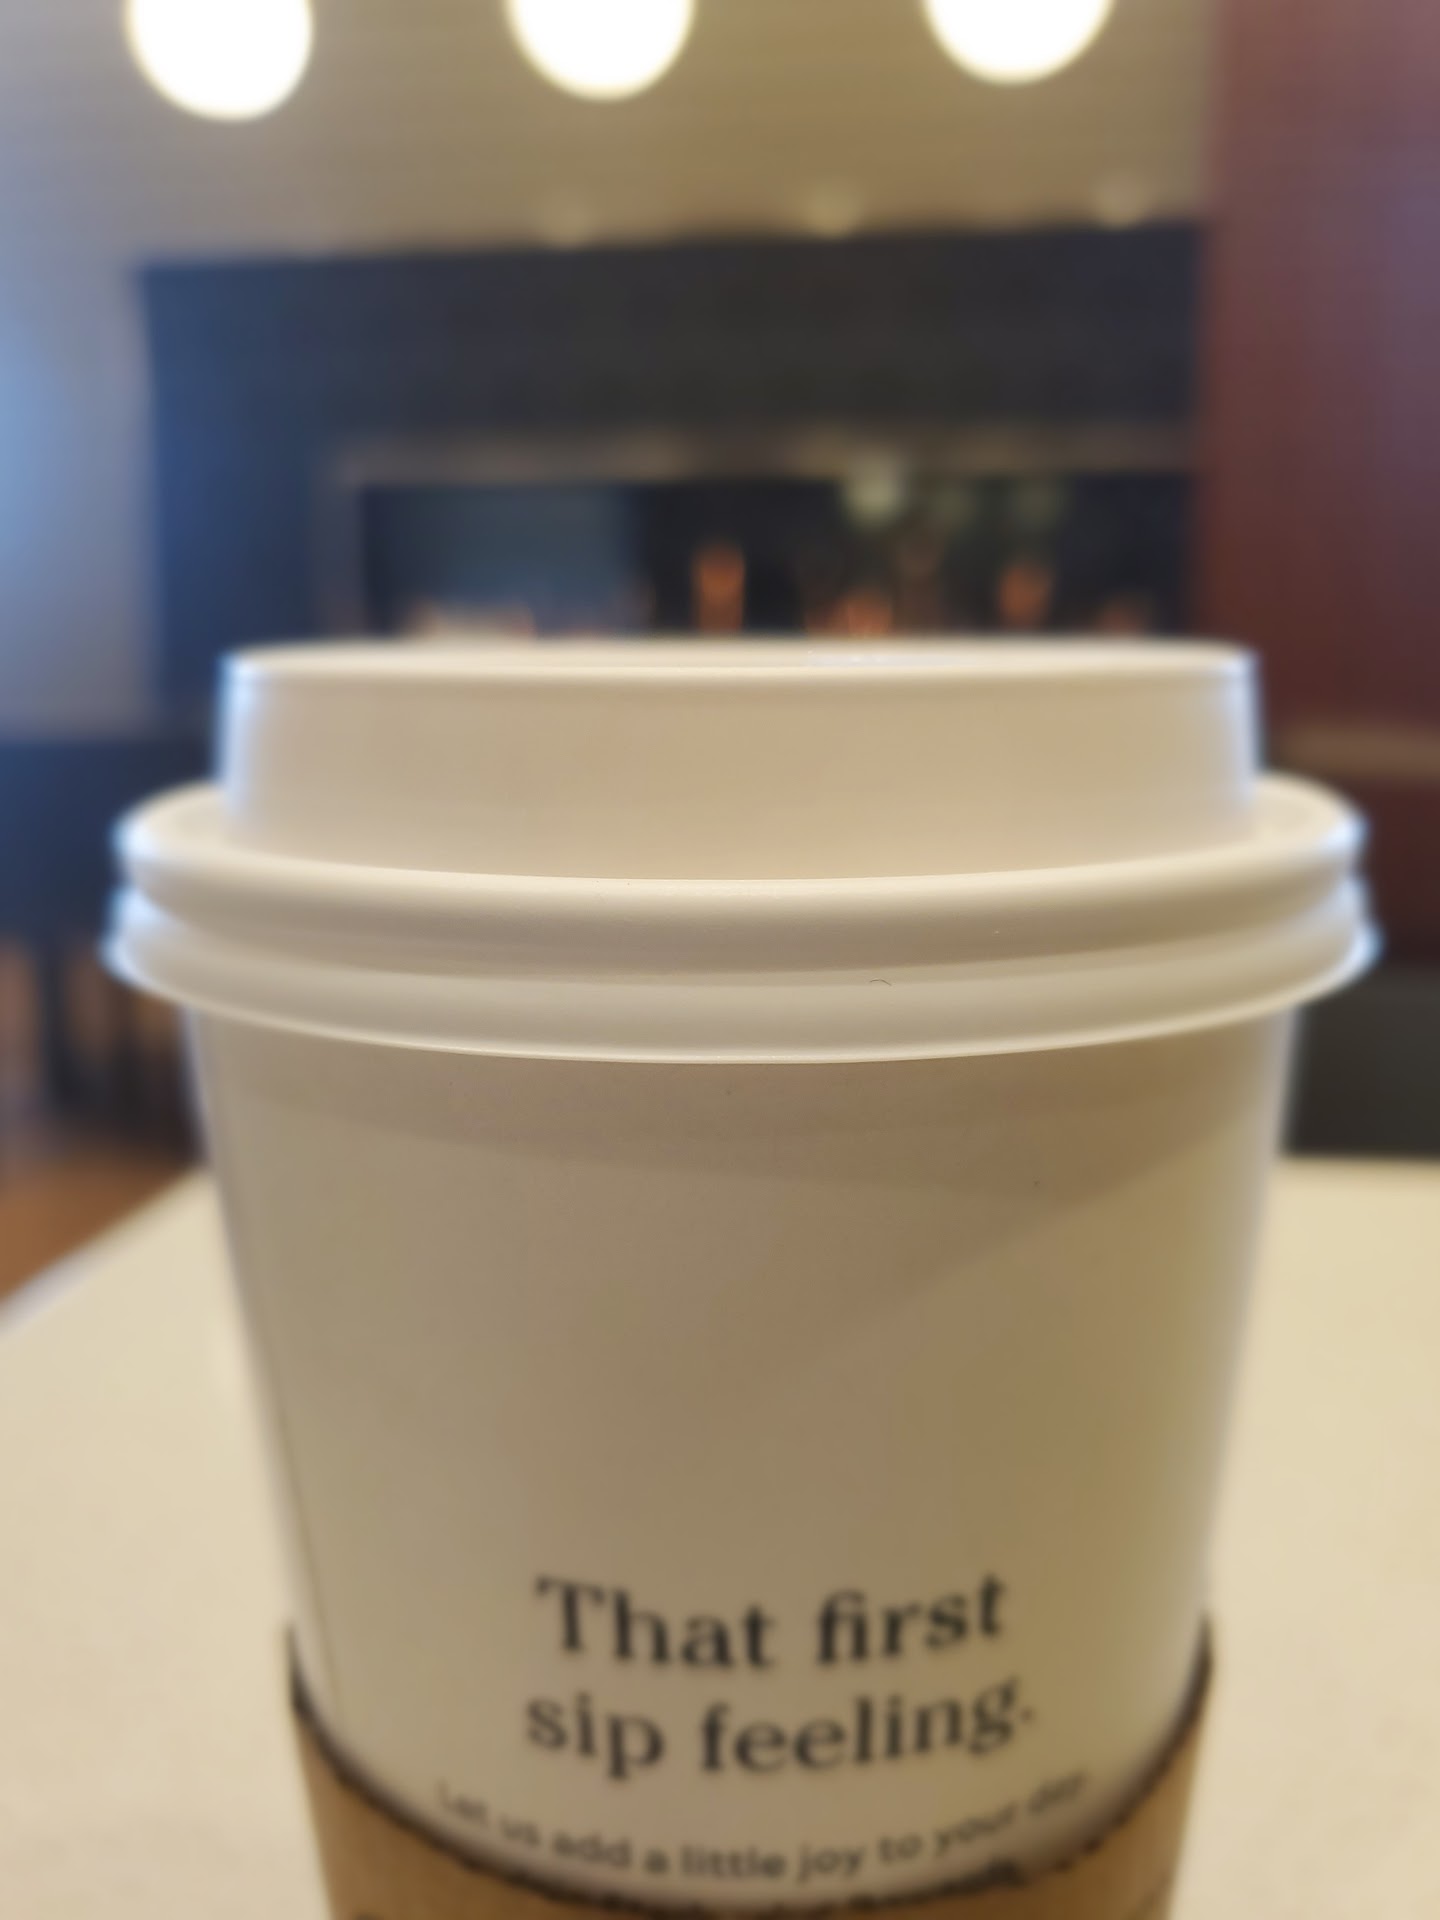 That first
sip feeling.
Let us add a little joy to your day